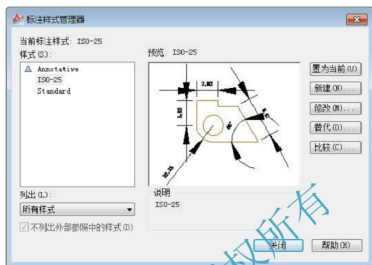 标注样式管理器
当前标注样式: ISO-25
样式(S):
Annotative
ISO-25
Standard
预览: ISO-25
置为当前(U)
新建(N)...
修改(M)...
替代(O)...
比较(C)...
列出(L):
所有样式
不列出外部参照中的样式(D)
说明
ISO-25
关闭
帮助(H)
权所有